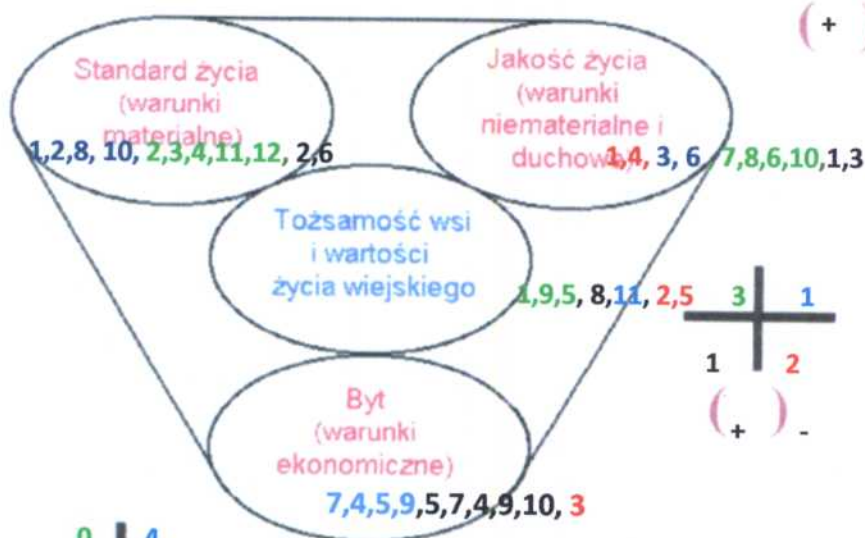 ( + )
Standard życia
(warunki
materialne)
1,2,8, 10, 2,3,4,11,12, 2,6
Jakość życia
(warunki
niematerialne i
duchowe)
1,4, 3, 6 7,8,6,10,1,3
Tożsamość wsi
i wartości
życia wiejskiego
1,9,5, 8,11, 2,5
3 1
1 2
( + ) -
Byt
(warunki
ekonomiczne)
7,4,5,9,5,7,4,9,10, 3
0 4